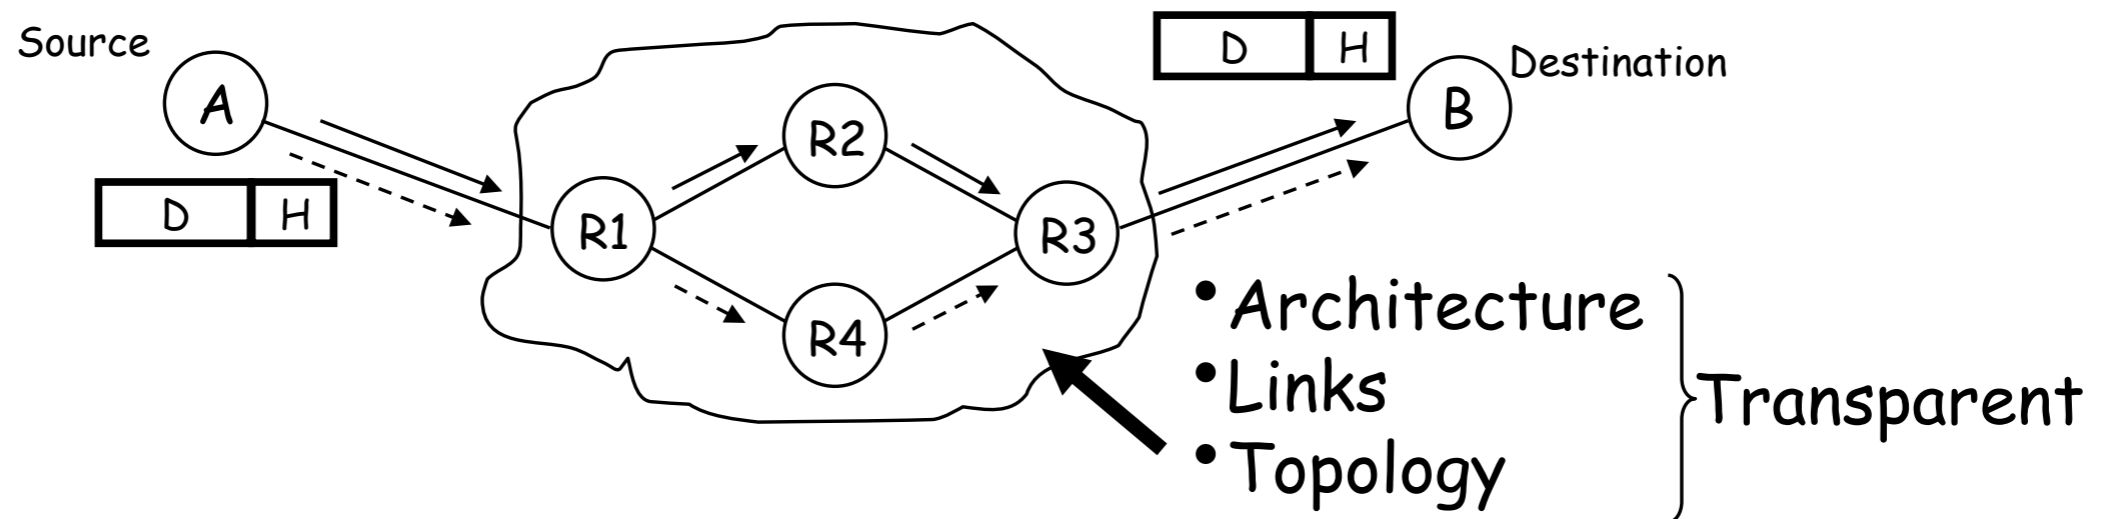 Source
A
D H
R1
R2
R4
R3
D H
B
Destination
• Architecture
• Links
• Topology
Transparent